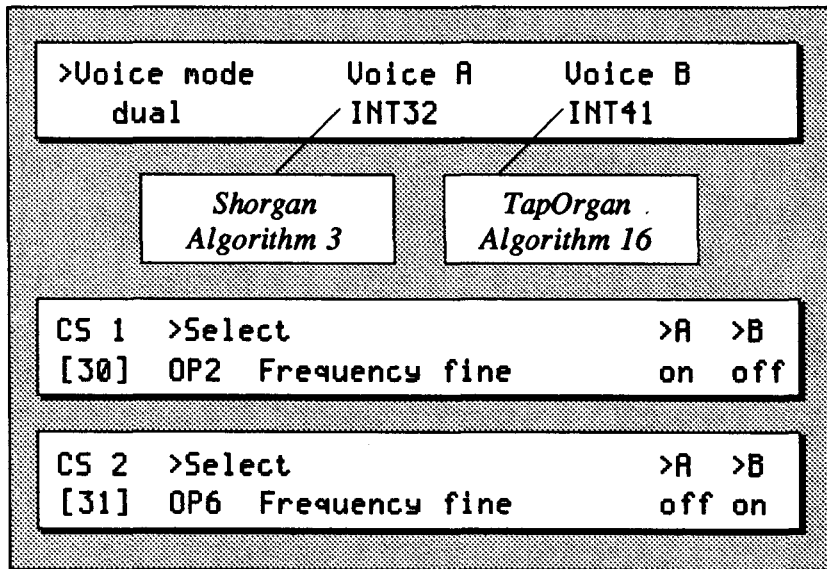 >Voice mode Voice A Voice B
dual INT32 INT41
Shorgan TapOrgan
Algorithm 3 Algorithm 16
CS 1 >Select >A >B
[30] OP2 Frequency fine on off
CS 2 >Select >A >B
[31] OP6 Frequency fine off on